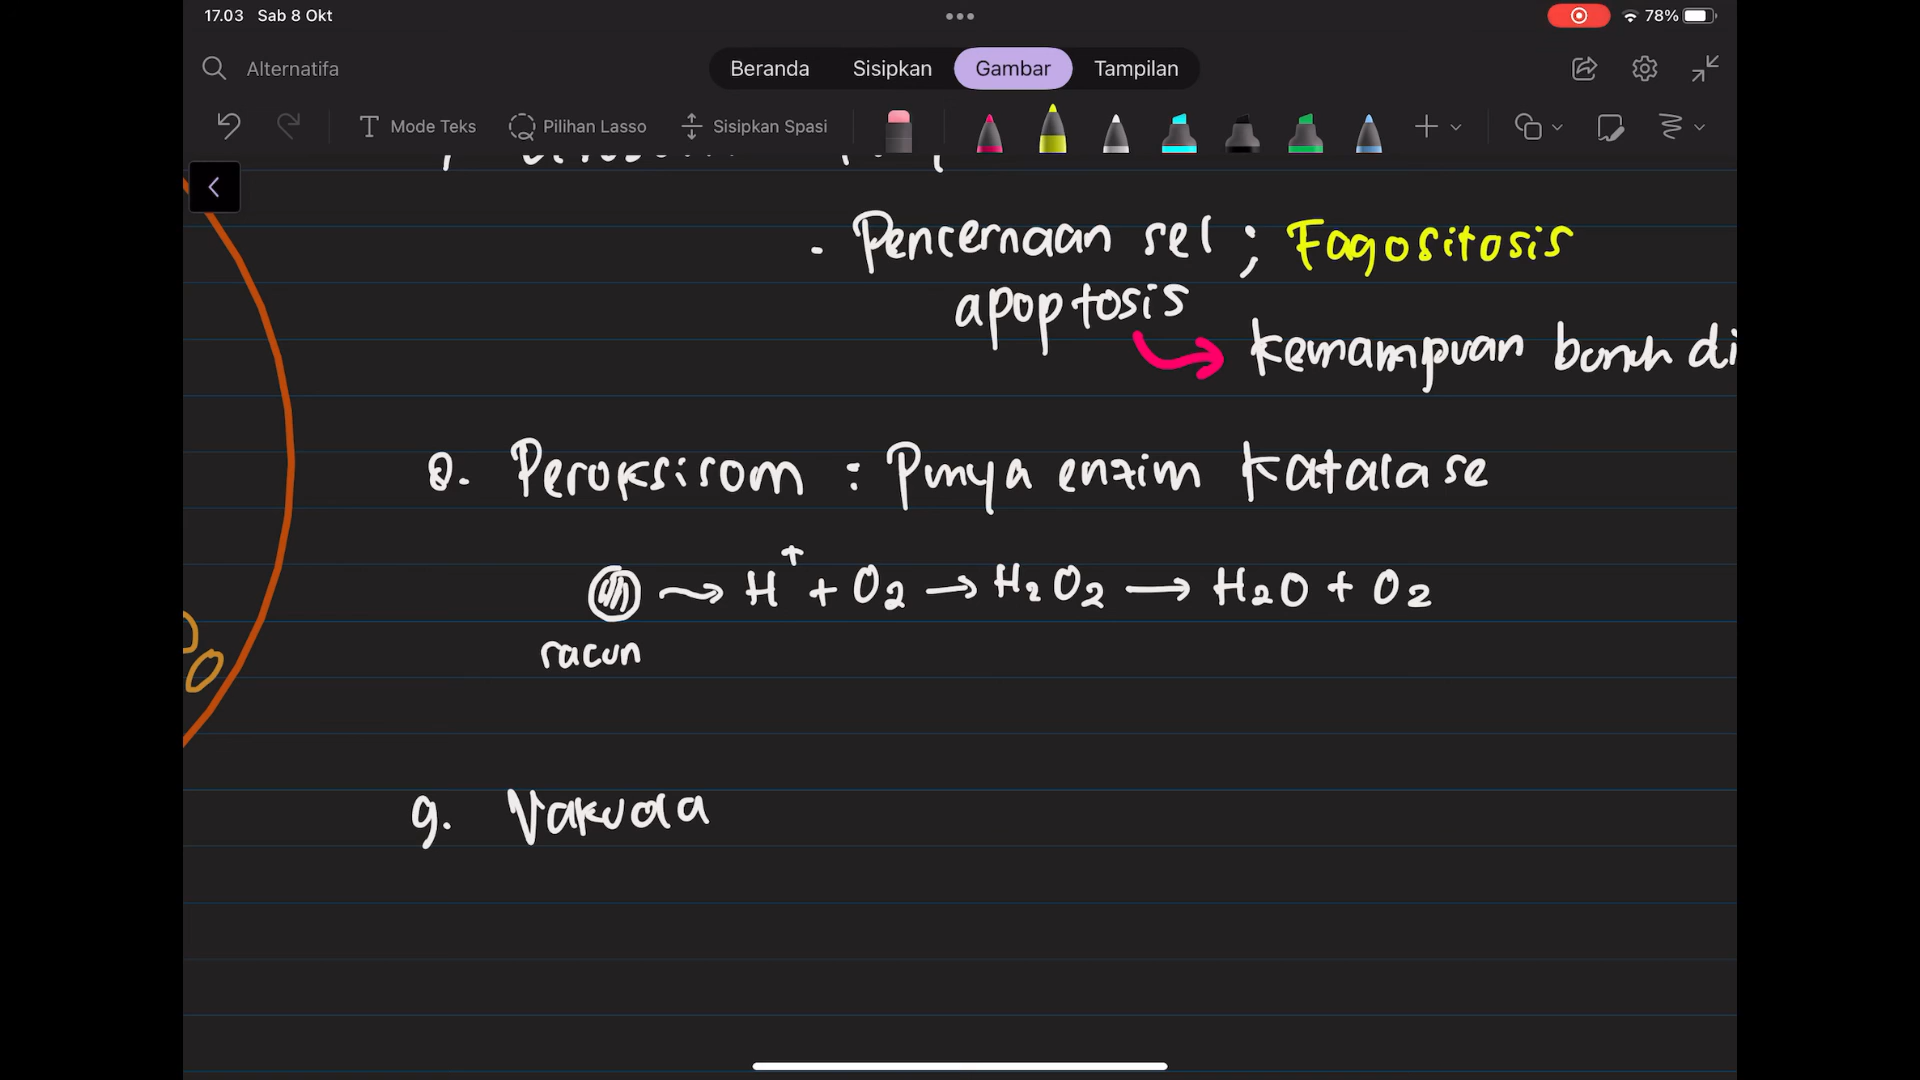 17.03 Sab 8 Okt
78%
Alternatifa
Beranda Sisipkan Gambar Tampilan
Mode Teks Pilihan Lasso Sisipkan Spasi
- Pencernaan sel ; Fagositosis
apoptosis
kemampuan bunuh di
8. Peroksisom : Punya enzim katalase
→ H⁺ + O₂ → H₂O₂ → H₂O + O₂
racun
9. Vakuola